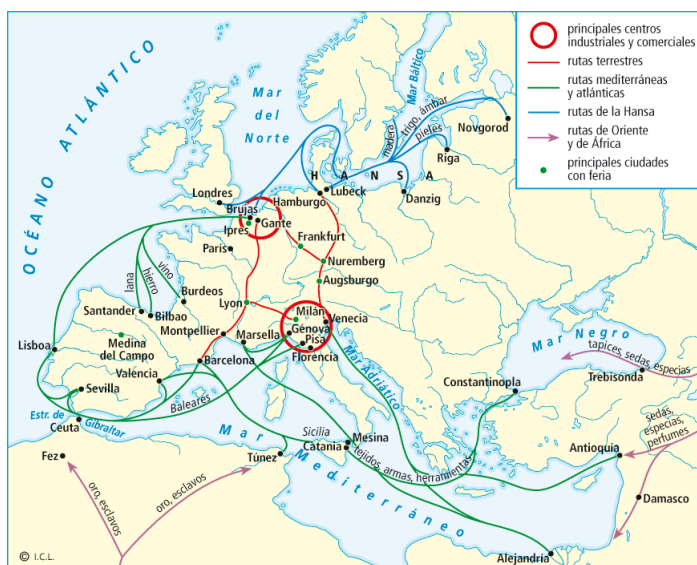 principales centros
industriales y comerciales
rutas terrestres
rutas mediterráneas
y atlánticas
rutas de la Hansa
rutas de Oriente
y de África
principales ciudades
con feria
OCÉANO ATLÁNTICO
Mar
del
Norte
Mar Báltico
madera
trigo, ámbar
pieles
Novgorod
Riga
HANSA
Danzig
Lubeck
Hamburgo
Londres
Brujas
Gante
Ipres
París
Frankfurt
Nuremberg
Augsburgo
lana
hierro
vino
Burdeos
Lyon
Milán
Venecia
Génova
Pisa
Florencia
Santander
Bilbao
Montpellier
Marsella
Medina
del Campo
Lisboa
Barcelona
Valencia
Mar Adriático
Mar Negro
tapices, sedas, especias
Trebisonda
Constantinopla
Sevilla
Baleares
Estr. de
Gibraltar
Ceuta
Sicilia
Mesina
Catania
Mar Mediterráneo
tejidos, armas, herramientas
sedas,
especias,
perfumes
Antioquía
Damasco
Fez
Túnez
oro, esclavos
oro, esclavos
Alejandría
© I.C.L.